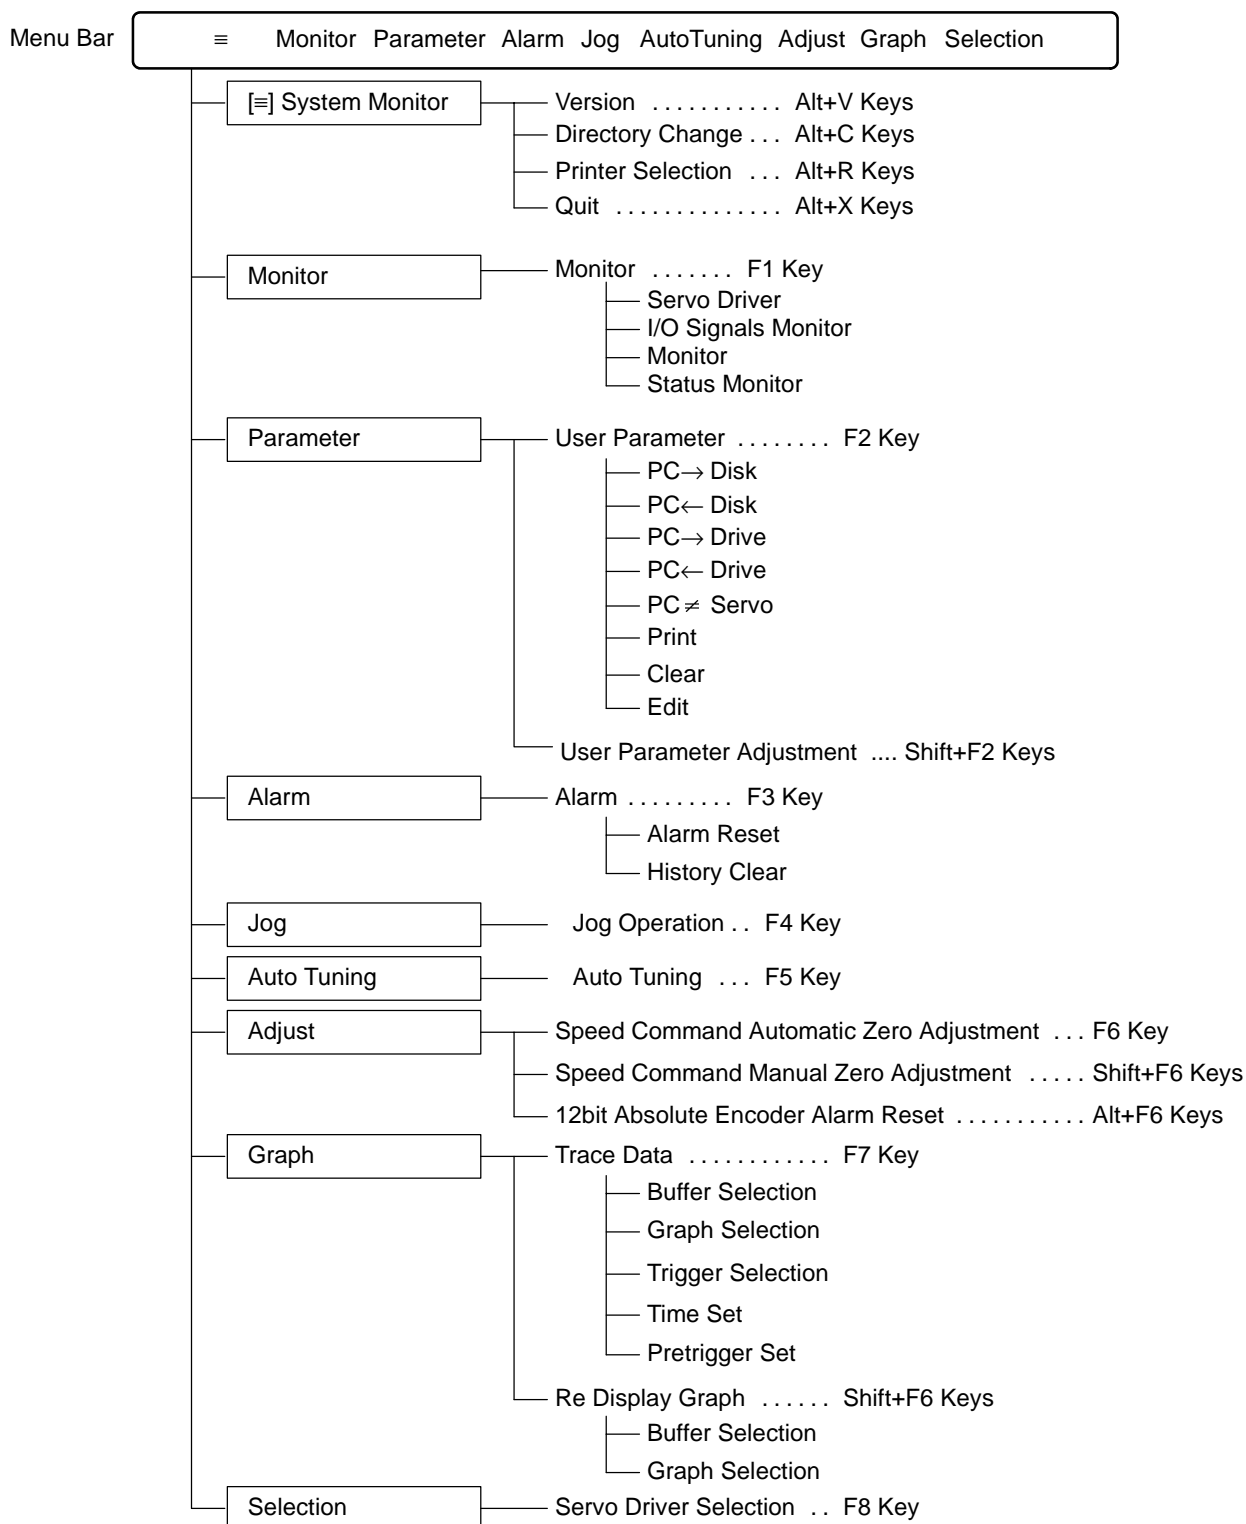 Menu Bar ≡ Monitor Parameter Alarm Jog AutoTuning Adjust Graph Selection
[≡] System Monitor Version ........... Alt+V Keys
Directory Change ... Alt+C Keys
Printer Selection ... Alt+R Keys
Quit .............. Alt+X Keys
Monitor Monitor ....... F1 Key
Servo Driver
I/O Signals Monitor
Monitor
Status Monitor
Parameter User Parameter ........ F2 Key
PC→ Disk
PC← Disk
PC→ Drive
PC← Drive
PC≠ Servo
Print
Clear
Edit
User Parameter Adjustment .... Shift+F2 Keys
Alarm Alarm ......... F3 Key
Alarm Reset
History Clear
Jog Jog Operation .. F4 Key
Auto Tuning Auto Tuning ... F5 Key
Adjust Speed Command Automatic Zero Adjustment ... F6 Key
Speed Command Manual Zero Adjustment ..... Shift+F6 Keys
12bit Absolute Encoder Alarm Reset ........... Alt+F6 Keys
Graph Trace Data ............ F7 Key
Buffer Selection
Graph Selection
Trigger Selection
Time Set
Pretrigger Set
Re Display Graph ...... Shift+F6 Keys
Buffer Selection
Graph Selection
Selection Servo Driver Selection .. F8 Key